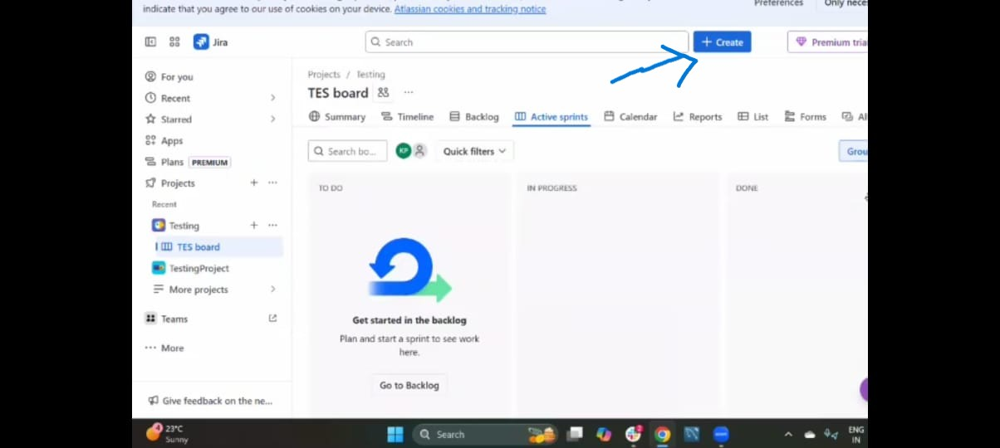 indicate that you agree to our use of cookies on your device. Atlassian cookies and tracking notice
Preferences
Only nece
Jira
Search
+ Create
Premium tria
For you
Recent
Starred
Apps
Plans PREMIUM
Projects
Recent
Testing
TES board
TestingProject
More projects
Teams
More
Give feedback on the ne...
Projects / Testing
TES board
Summary
Timeline
Backlog
Active sprints
Calendar
Reports
List
Forms
Al
Search bo...
KP
Quick filters
Grou
TO DO
IN PROGRESS
DONE
Get started in the backlog
Plan and start a sprint to see work
here.
Go to Backlog
4
23°C
Sunny
Search
ENG
IN